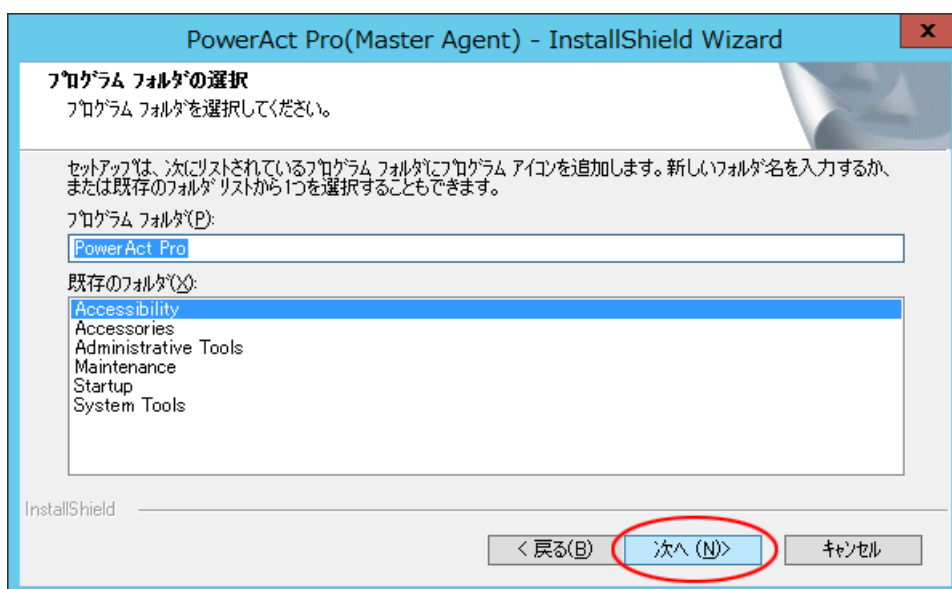 PowerAct Pro(Master Agent) - InstallShield Wizard
x
プログラム フォルダの選択
プログラム フォルダを選択してください。
セットアップは、次にリストされているプログラム フォルダにプログラム アイコンを追加します。新しいフォルダ名を入力するか、
または既存のフォルダ リストから1つを選択することもできます。
プログラム フォルダ(P):
PowerAct Pro
既存のフォルダ(X):
Accessibility
Accessories
Administrative Tools
Maintenance
Startup
System Tools
InstallShield
< 戻る(B)
次へ (N)>
キャンセル